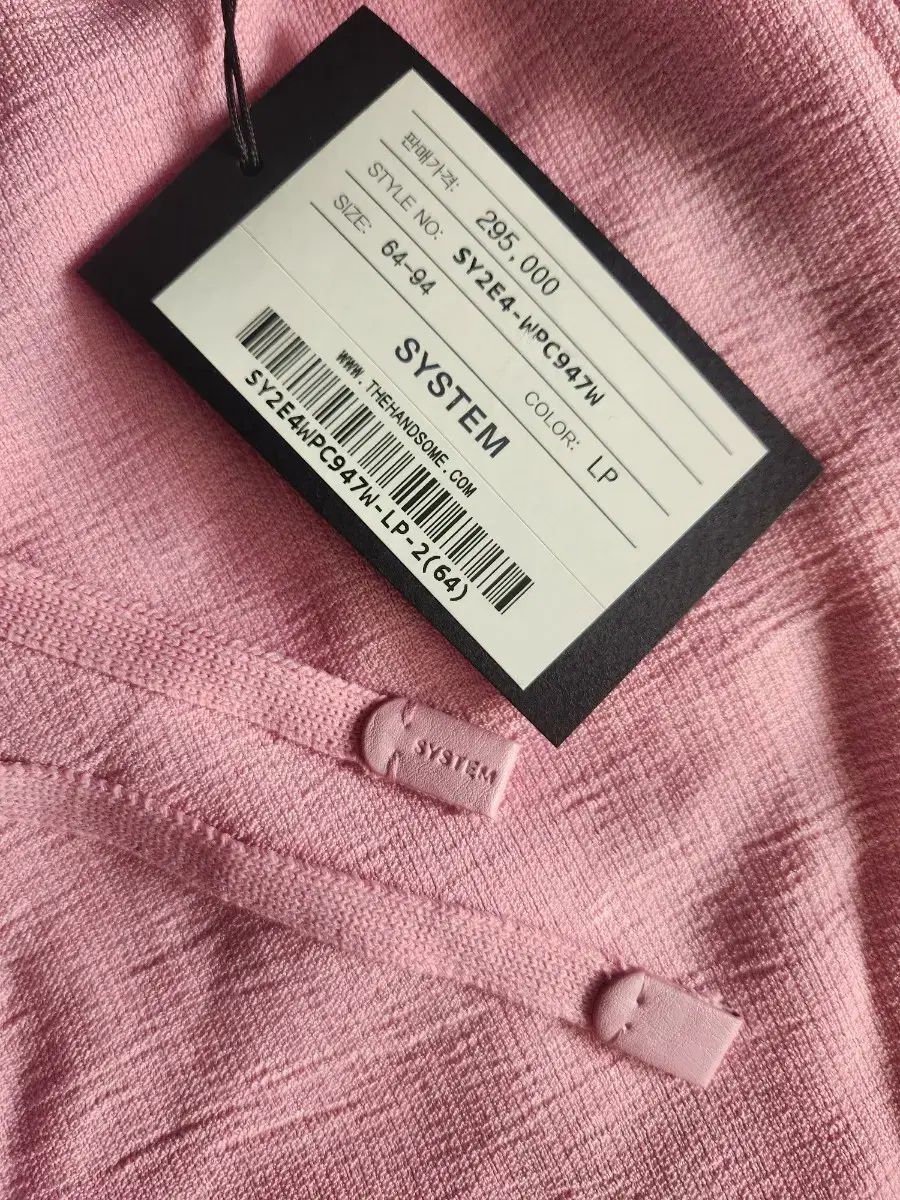 판매가격: 295,000
STYLE NO: SY2E4-WPC947W
SIZE: 64-94 COLOR: LP
SYSTEM
WWW.THEHANDSOME.COM
SY2E4WPC947W-LP-2(64)
SYSTEM